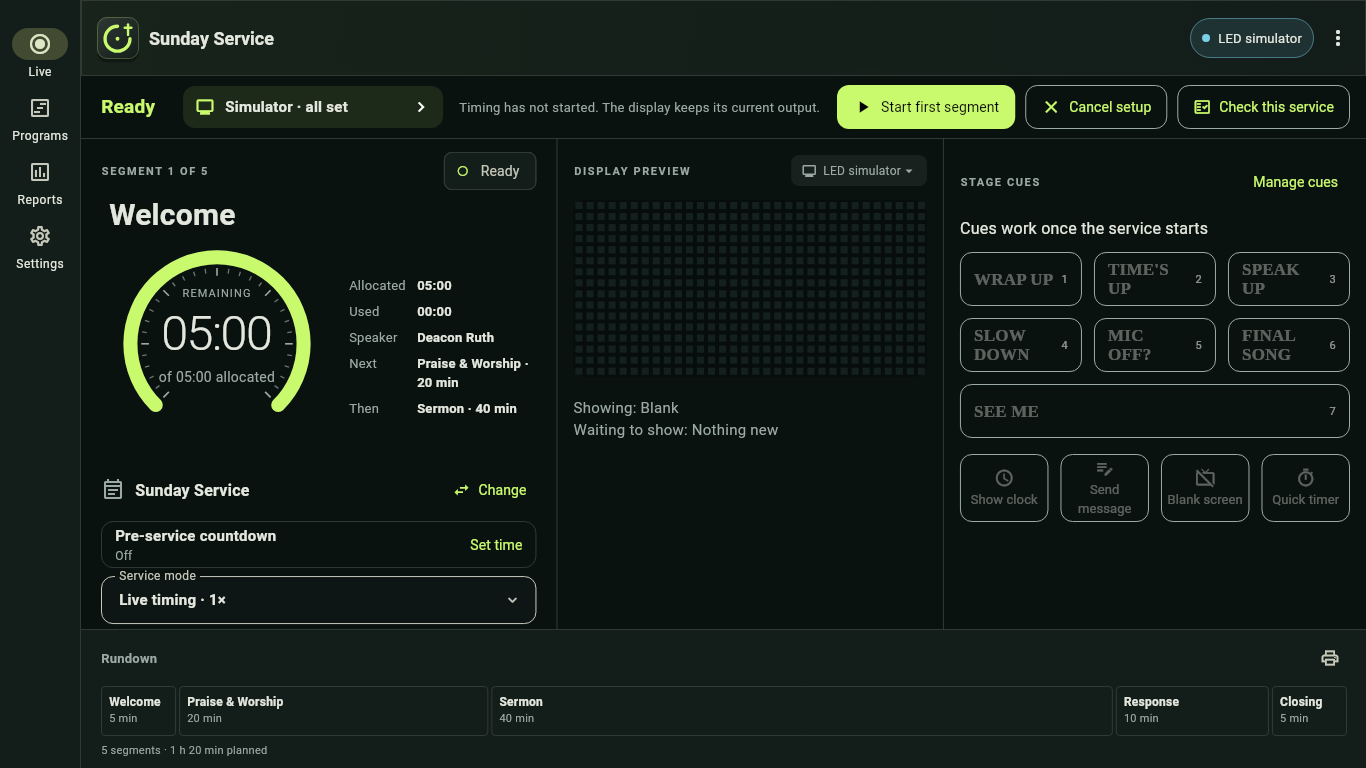 Sunday Service
LED simulator
Live
Programs
Reports
Settings
Ready
Simulator · all set
Timing has not started. The display keeps its current output.
Start first segment
Cancel setup
Check this service
SEGMENT 1 OF 5
Ready
Welcome
REMAINING
05:00
of 05:00 allocated
Allocated 05:00
Used 00:00
Speaker Deacon Ruth
Next Praise & Worship ·
20 min
Then Sermon · 40 min
Sunday Service
Change
Pre-service countdown
Off
Set time
Service mode
Live timing · 1×
DISPLAY PREVIEW
LED simulator
Showing: Blank
Waiting to show: Nothing new
STAGE CUES
Manage cues
Cues work once the service starts
WRAP UP 1
TIME'S
UP 2
SPEAK
UP 3
SLOW
DOWN 4
MIC
OFF? 5
FINAL
SONG 6
SEE ME 7
Show clock
Send
message
Blank screen
Quick timer
Rundown
Welcome
5 min
Praise & Worship
20 min
Sermon
40 min
Response
10 min
Closing
5 min
5 segments · 1 h 20 min planned